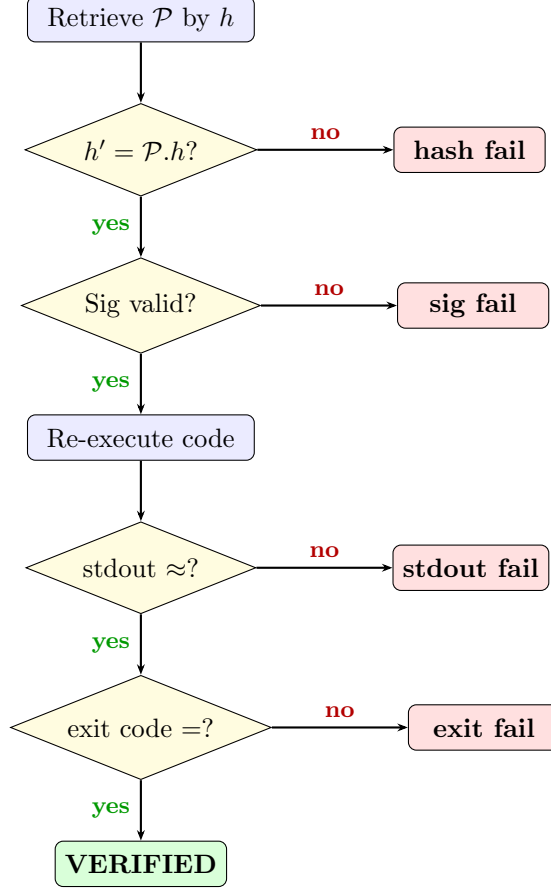 Retrieve 𝒫 by h
h′ = 𝒫.h?
no
hash fail
yes
Sig valid?
no
sig fail
yes
Re-execute code
stdout ≈?
no
stdout fail
yes
exit code =?
no
exit fail
yes
VERIFIED